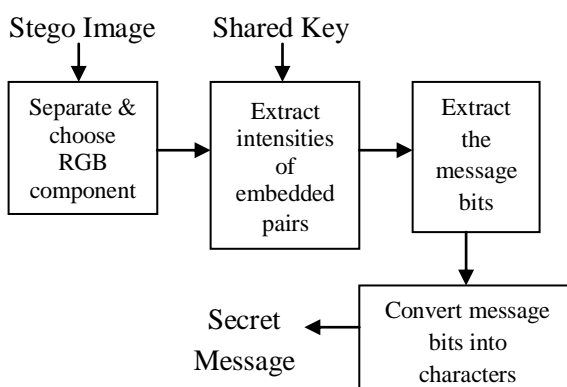 Stego Image
Shared Key
Separate &
choose
RGB
component
Extract
intensities
of
embedded
pairs
Extract
the
message
bits
Convert message
bits into
characters
Secret
Message